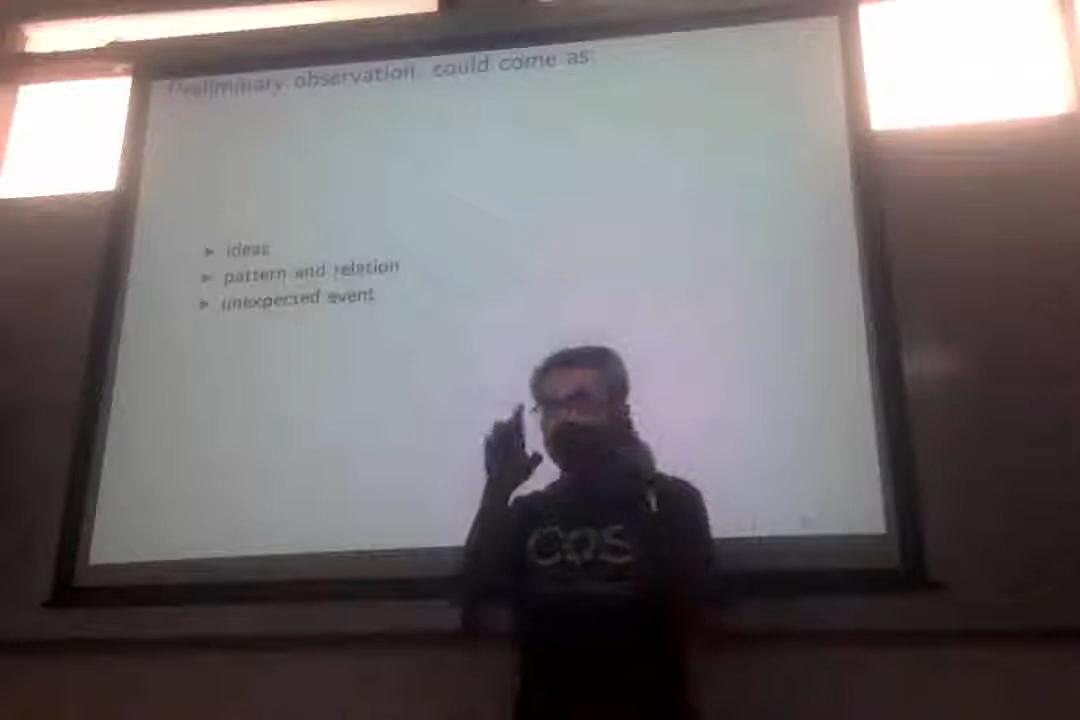 Preliminary observation could come as:
► ideas
► pattern and relation
► unexpected event
COS